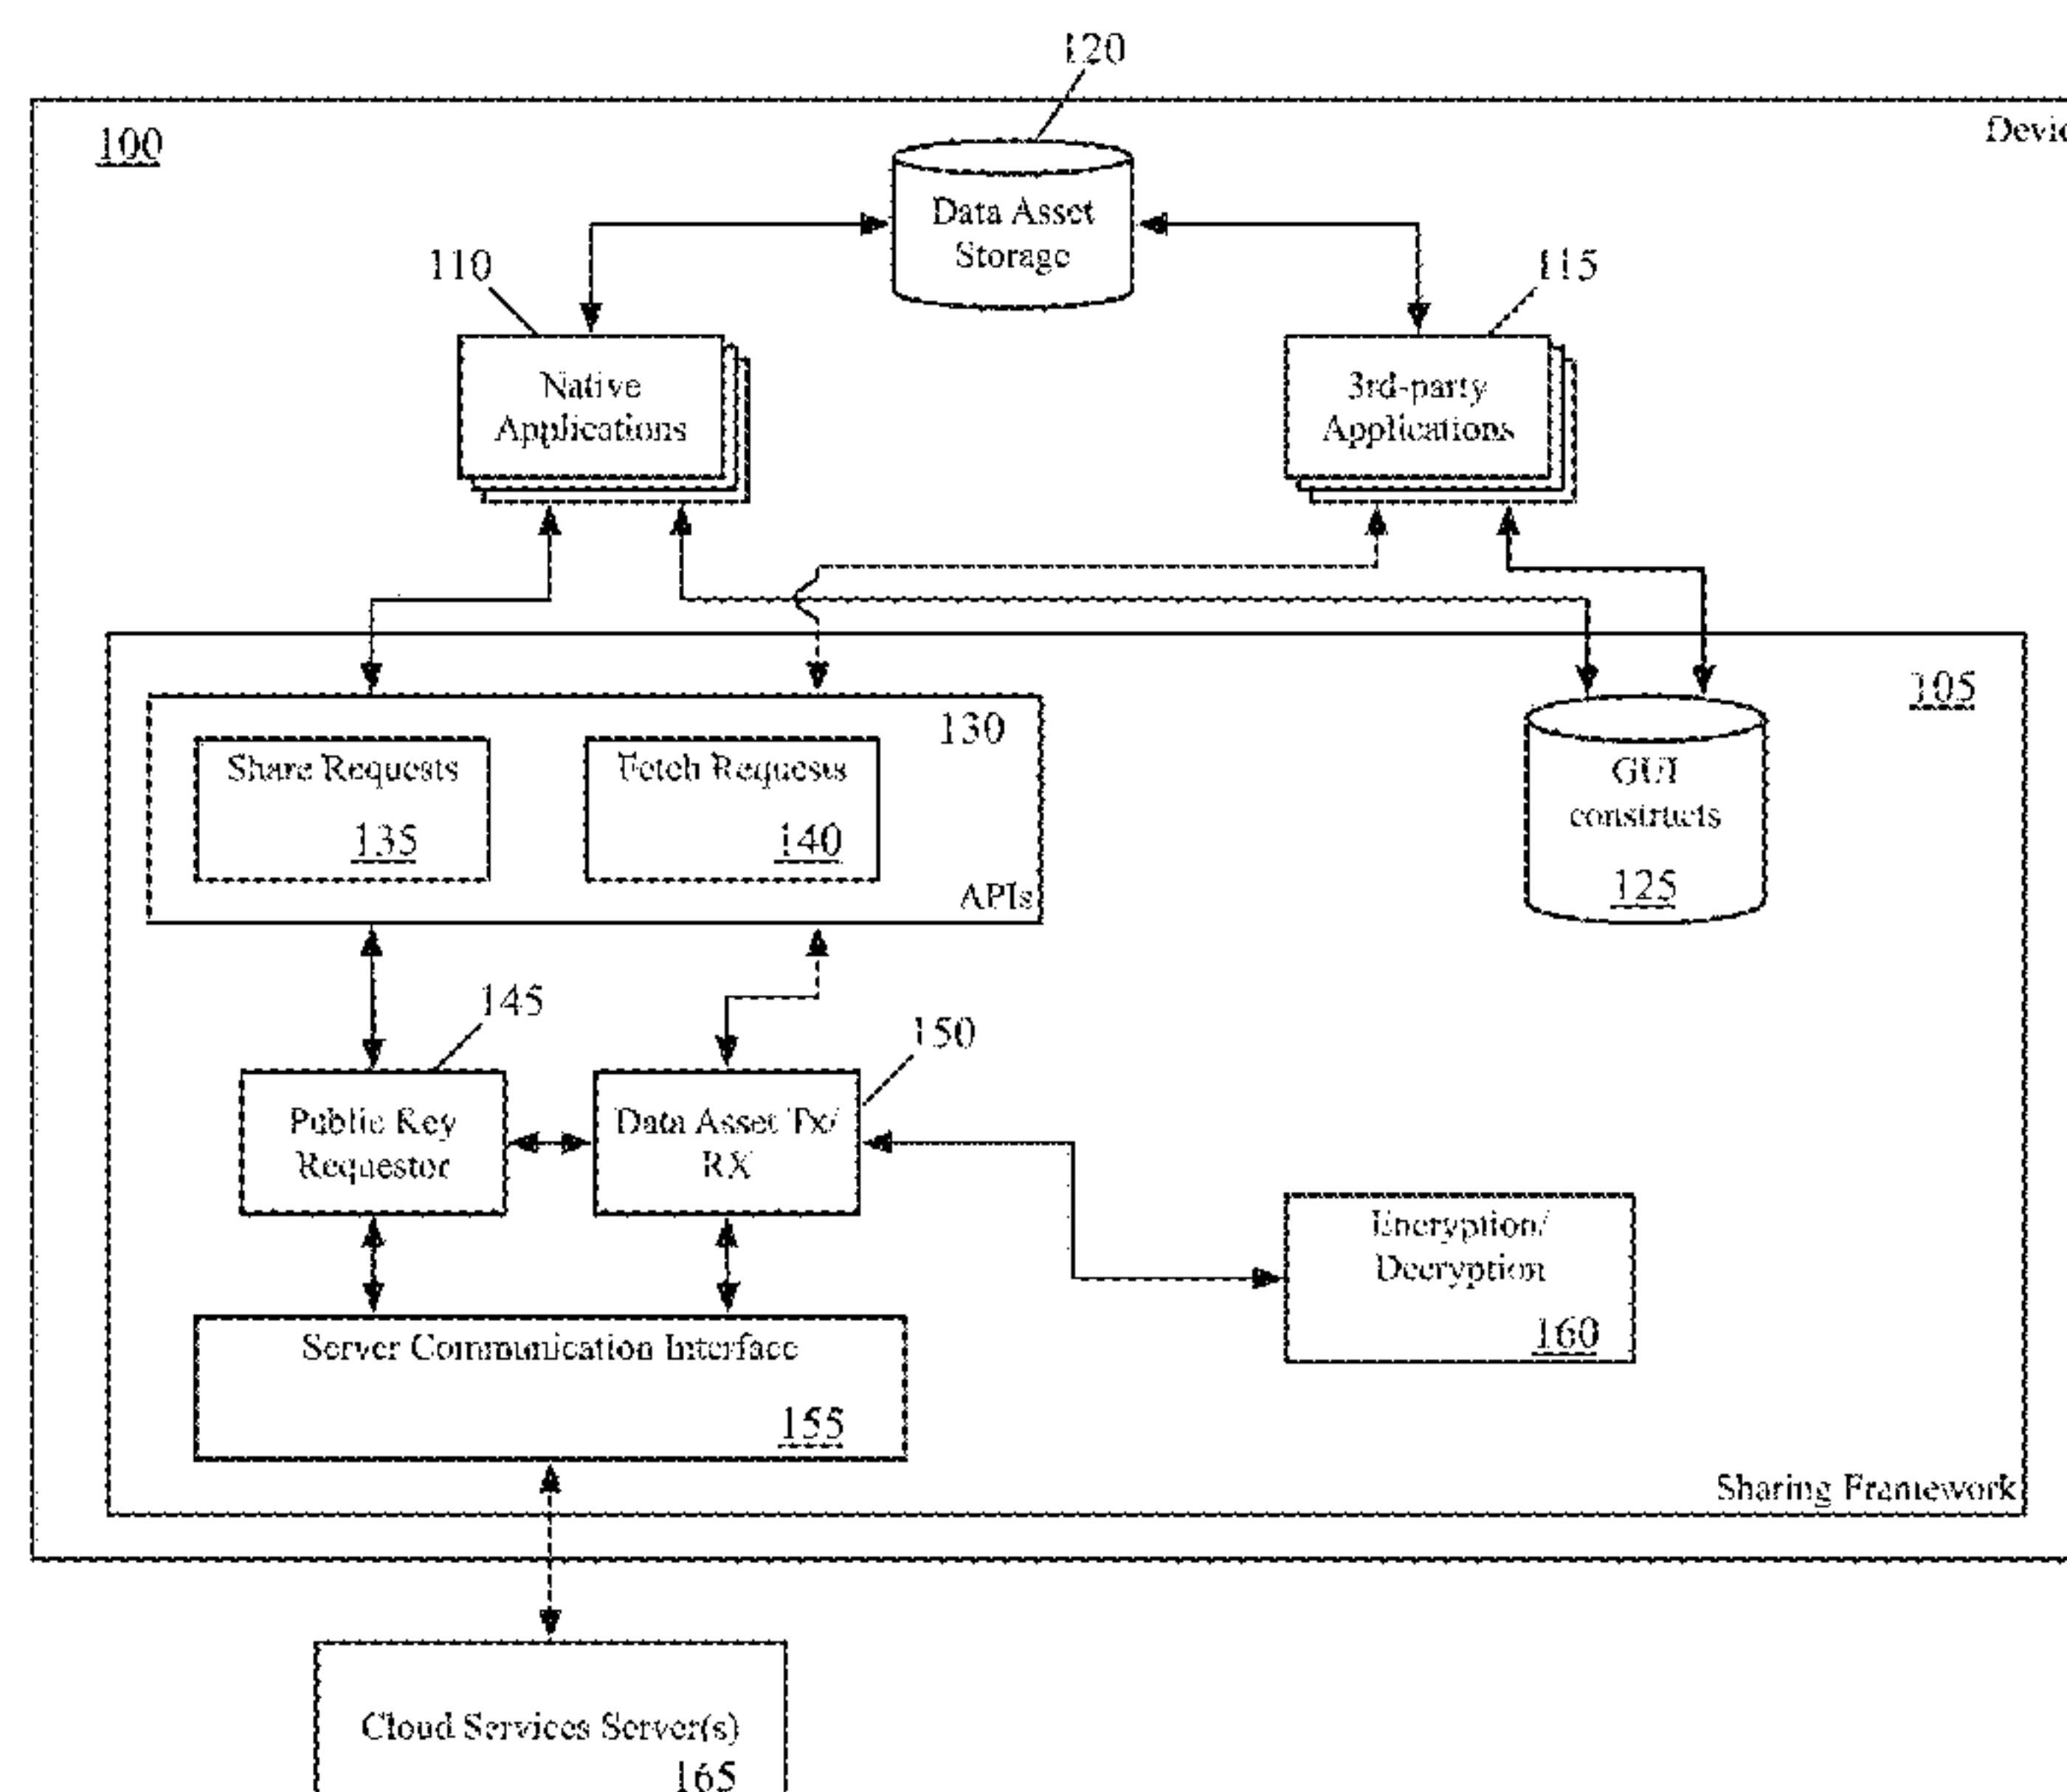 120
100
Devic
Data Asset
Storage
110
115
Native
Applications
3rd-party
Applications
105
130
Share Requests
135
Fetch Requests
140
APIs
GUI
constructs
125
145
150
Public Key
Requestor
Data Asset Tx/
RX
Encryption/
Decryption
160
Server Communication Interface
155
Sharing Framework
Cloud Services Server(s)
165